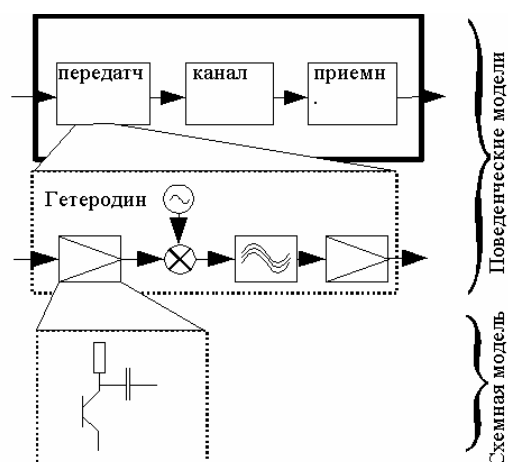 передатч
канал
приемн
.
Гетеродин
Поведенческие модели
Схемная модель